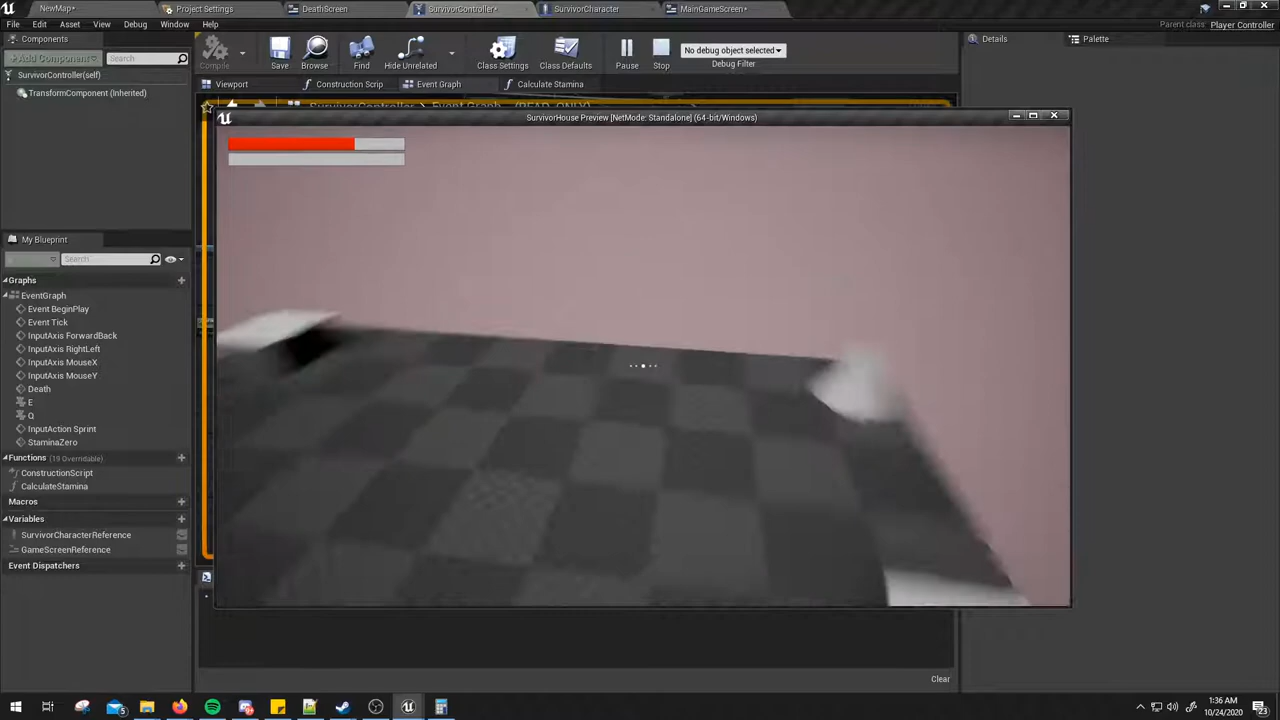 NewMap*
Project Settings
DeathScreen
SurvivorController*
SurvivorCharacter
MainGameScreen*
File
Edit
Asset
View
Debug
Window
Help
Parent class: Player Controller
Components
Details
Palette
+Add Component
Search
SurvivorController(self)
TransformComponent (Inherited)
Compile
Save
Browse
Find
Hide Unrelated
Class Settings
Class Defaults
Pause
Stop
No debug object selected
Debug Filter
Viewport
Construction Scrip
Event Graph
Calculate Stamina
SurvivorController
Event Graph
(READ_ONLY)
SurvivorHouse Preview [NetMode: Standalone] (64-bit/Windows)
My Blueprint
Search
Graphs
EventGraph
Event BeginPlay
Event Tick
InputAxis ForwardBack
InputAxis RightLeft
InputAxis MouseX
InputAxis MouseY
Death
E
Q
InputAction Sprint
StaminaZero
Functions (19 Overridable)
ConstructionScript
CalculateStamina
Macros
Variables
SurvivorCharacterReference
GameScreenReference
Event Dispatchers
Clear
5
1:36 AM
10/24/2020
23